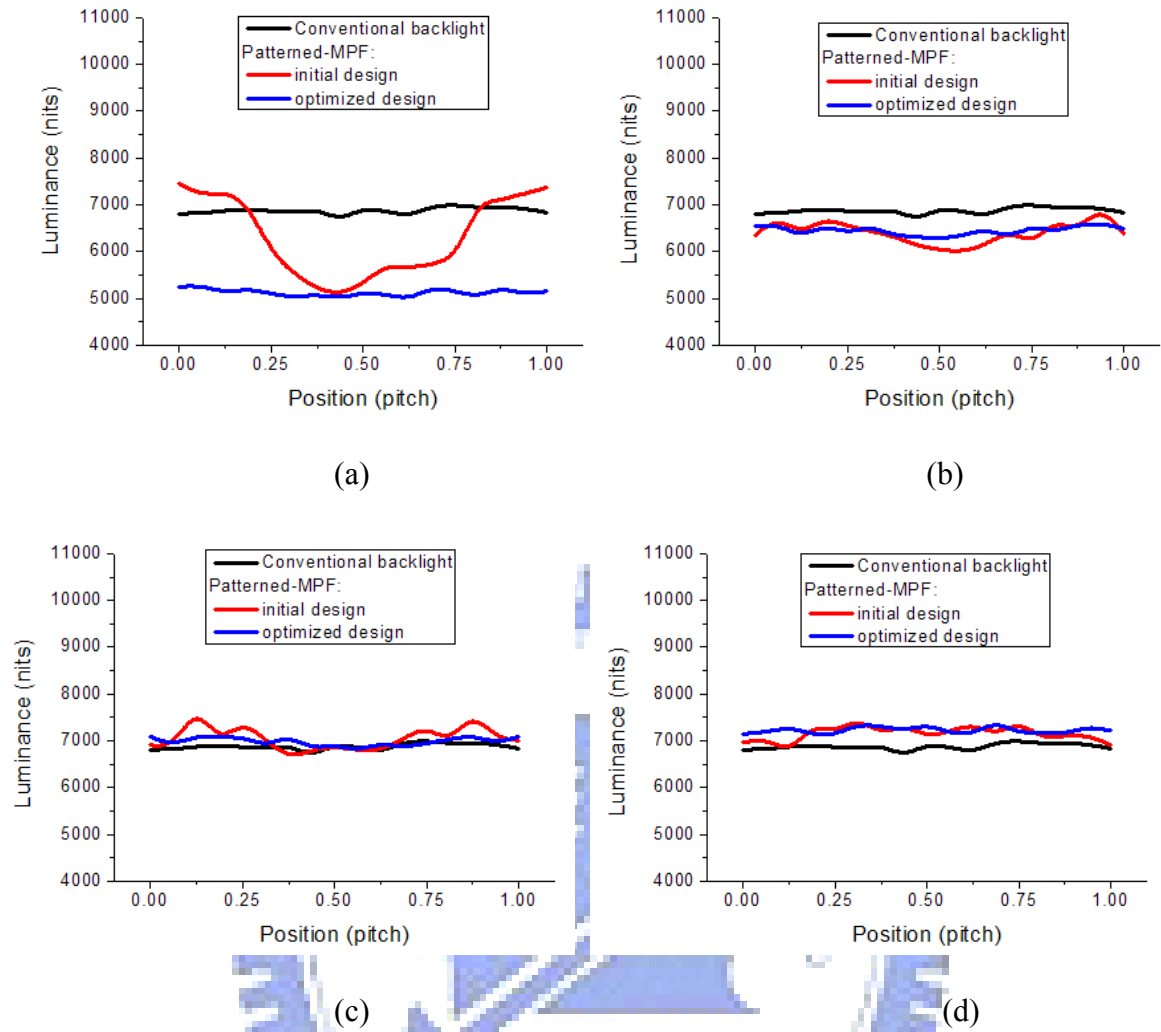 11000
10000
9000
8000
7000
6000
5000
4000
Luminance (nits)
Conventional backlight
Patterned-MPF:
initial design
optimized design
0.00 0.25 0.50 0.75 1.00
Position (pitch)
(a)
11000
10000
9000
8000
7000
6000
5000
4000
Luminance (nits)
Conventional backlight
Patterned-MPF:
initial design
optimized design
0.00 0.25 0.50 0.75 1.00
Position (pitch)
(b)
11000
10000
9000
8000
7000
6000
5000
4000
Luminance (nits)
Conventional backlight
Patterned-MPF:
initial design
optimized design
0.00 0.25 0.50 0.75 1.00
Position (pitch)
(c)
11000
10000
9000
8000
7000
6000
5000
4000
Luminance (nits)
Conventional backlight
Patterned-MPF:
initial design
optimized design
0.00 0.25 0.50 0.75 1.00
Position (pitch)
(d)